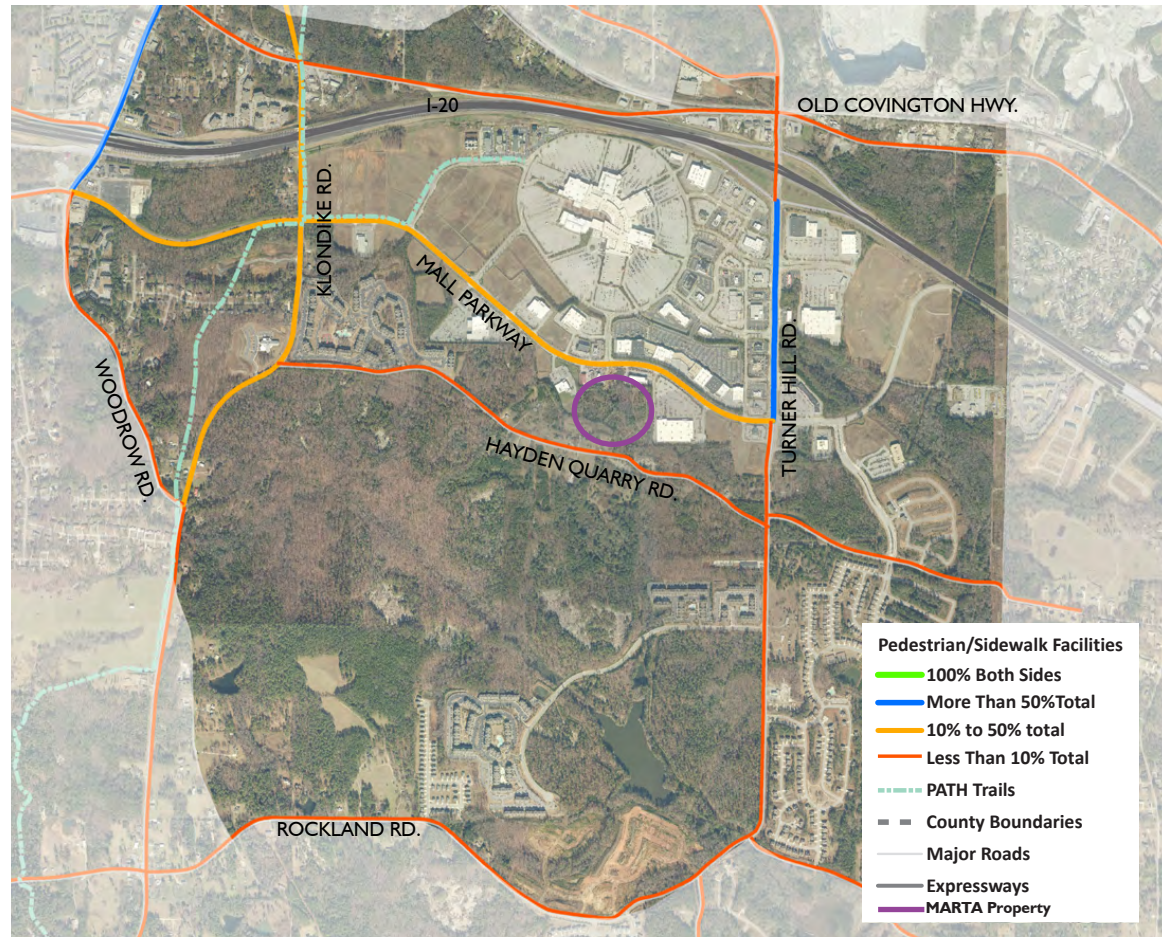 I-20
OLD COVINGTON HWY.
KLONDIKE RD.
MALL PARKWAY
TURNER HILL RD.
WOODROW RD.
HAYDEN QUARRY RD.
ROCKLAND RD.
Pedestrian/Sidewalk Facilities
100% Both Sides
More Than 50%Total
10% to 50% total
Less Than 10% Total
PATH Trails
County Boundaries
Major Roads
Expressways
MARTA Property